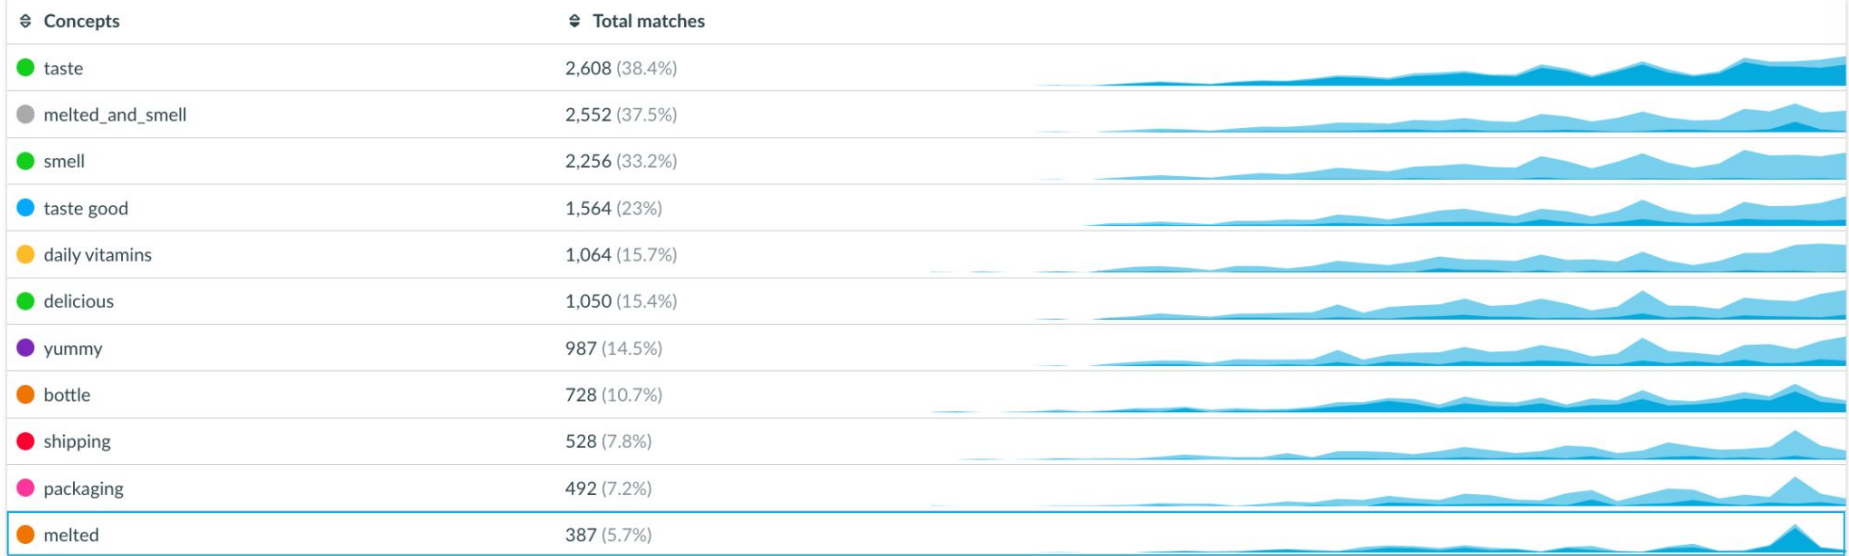 Concepts Total matches
taste 2,608 (38.4%)
melted_and_smell 2,552 (37.5%)
smell 2,256 (33.2%)
taste good 1,564 (23%)
daily vitamins 1,064 (15.7%)
delicious 1,050 (15.4%)
yummy 987 (14.5%)
bottle 728 (10.7%)
shipping 528 (7.8%)
packaging 492 (7.2%)
melted 387 (5.7%)